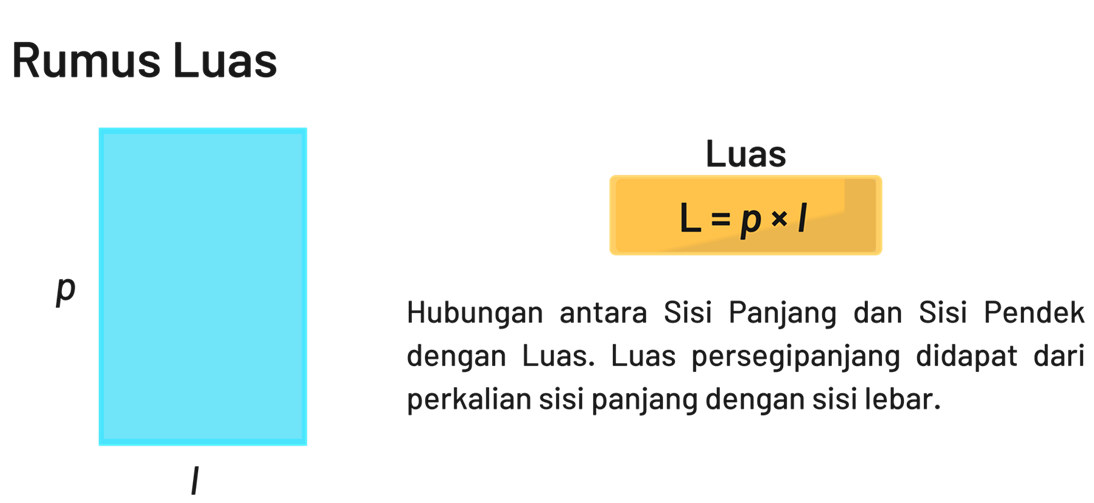 Rumus Luas
Luas
L = p × l
p
Hubungan antara Sisi Panjang dan Sisi Pendek
dengan Luas. Luas persegipanjang didapat dari
perkalian sisi panjang dengan sisi lebar.
l